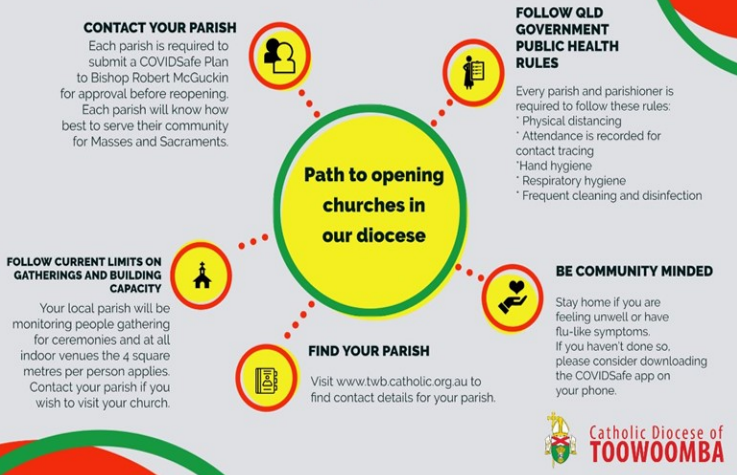 CONTACT YOUR PARISH
Each parish is required to
submit a COVIDSafe Plan
to Bishop Robert McGuckin
for approval before reopening.
Each parish will know how
best to serve their community
for Masses and Sacraments.
FOLLOW QLD
GOVERNMENT
PUBLIC HEALTH
RULES
Every parish and parishioner is
required to follow these rules:
* Physical distancing
* Attendance is recorded for
contact tracing
*Hand hygiene
* Respiratory hygiene
* Frequent cleaning and disinfection
Path to opening
churches in
our diocese
FOLLOW CURRENT LIMITS ON
GATHERINGS AND BUILDING
CAPACITY
Your local parish will be
monitoring people gathering
for ceremonies and at all
indoor venues the 4 square
metres per person applies.
Contact your parish if you
wish to visit your church.
BE COMMUNITY MINDED
Stay home if you are
feeling unwell or have
flu-like symptoms.
If you haven't done so,
please consider downloading
the COVIDSafe app on
your phone.
FIND YOUR PARISH
Visit www.twb.catholic.org.au to
find contact details for your parish.
Catholic Diocese of
TOOWOOMBA